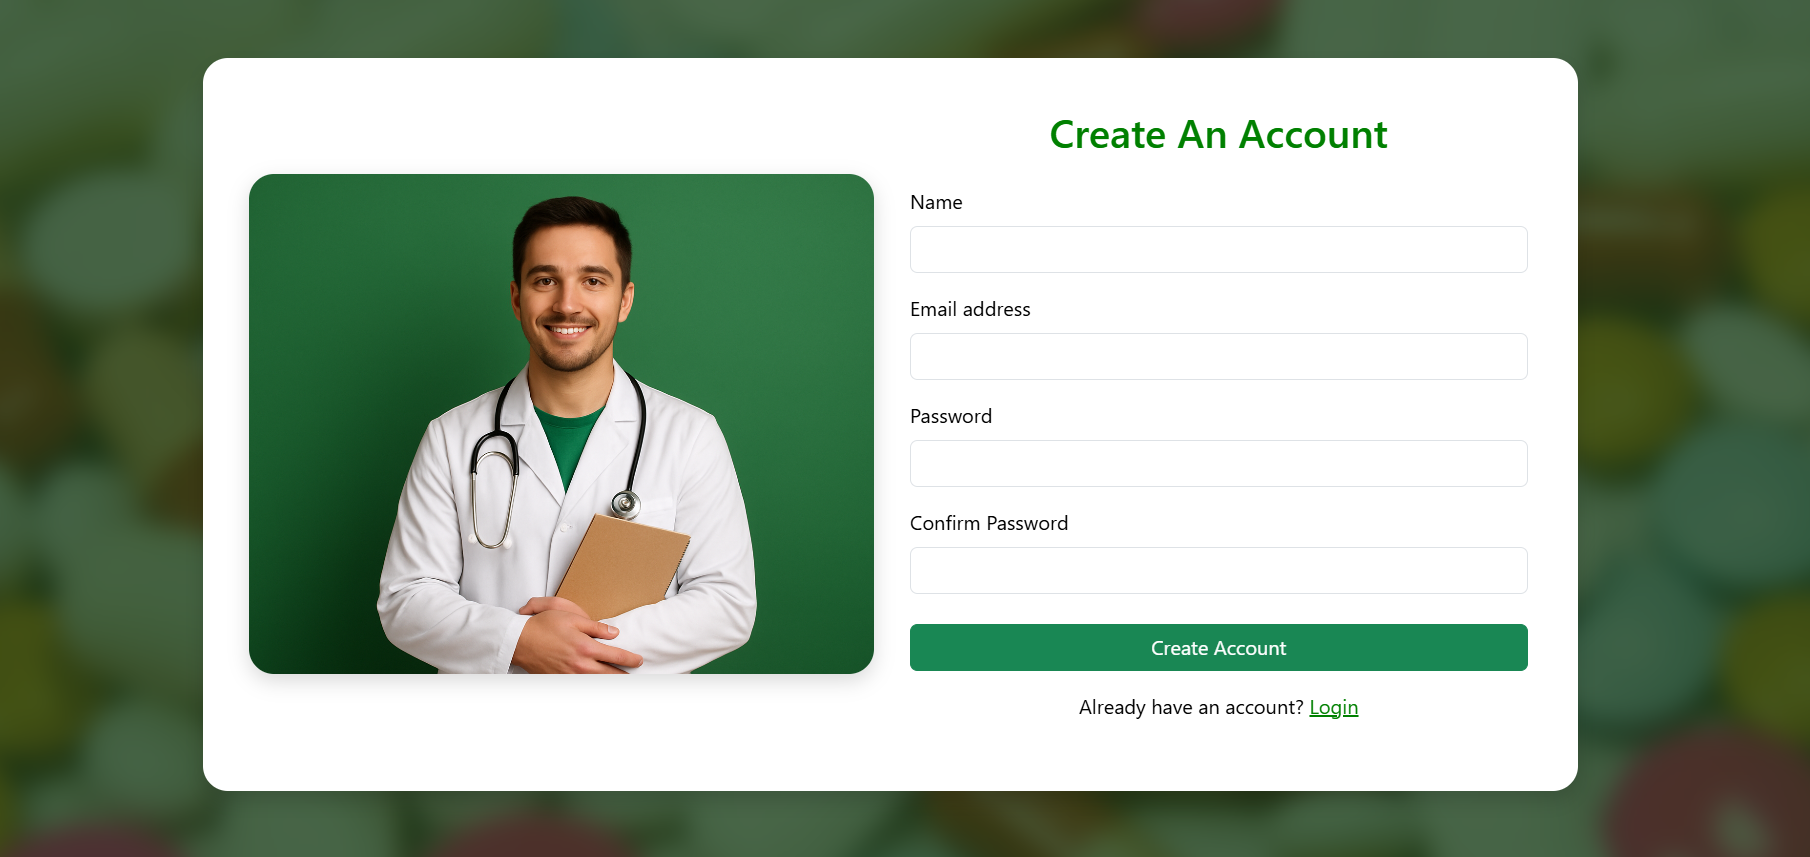 Create An Account
Name
Email address
Password
Confirm Password
Create Account
Already have an account? Login